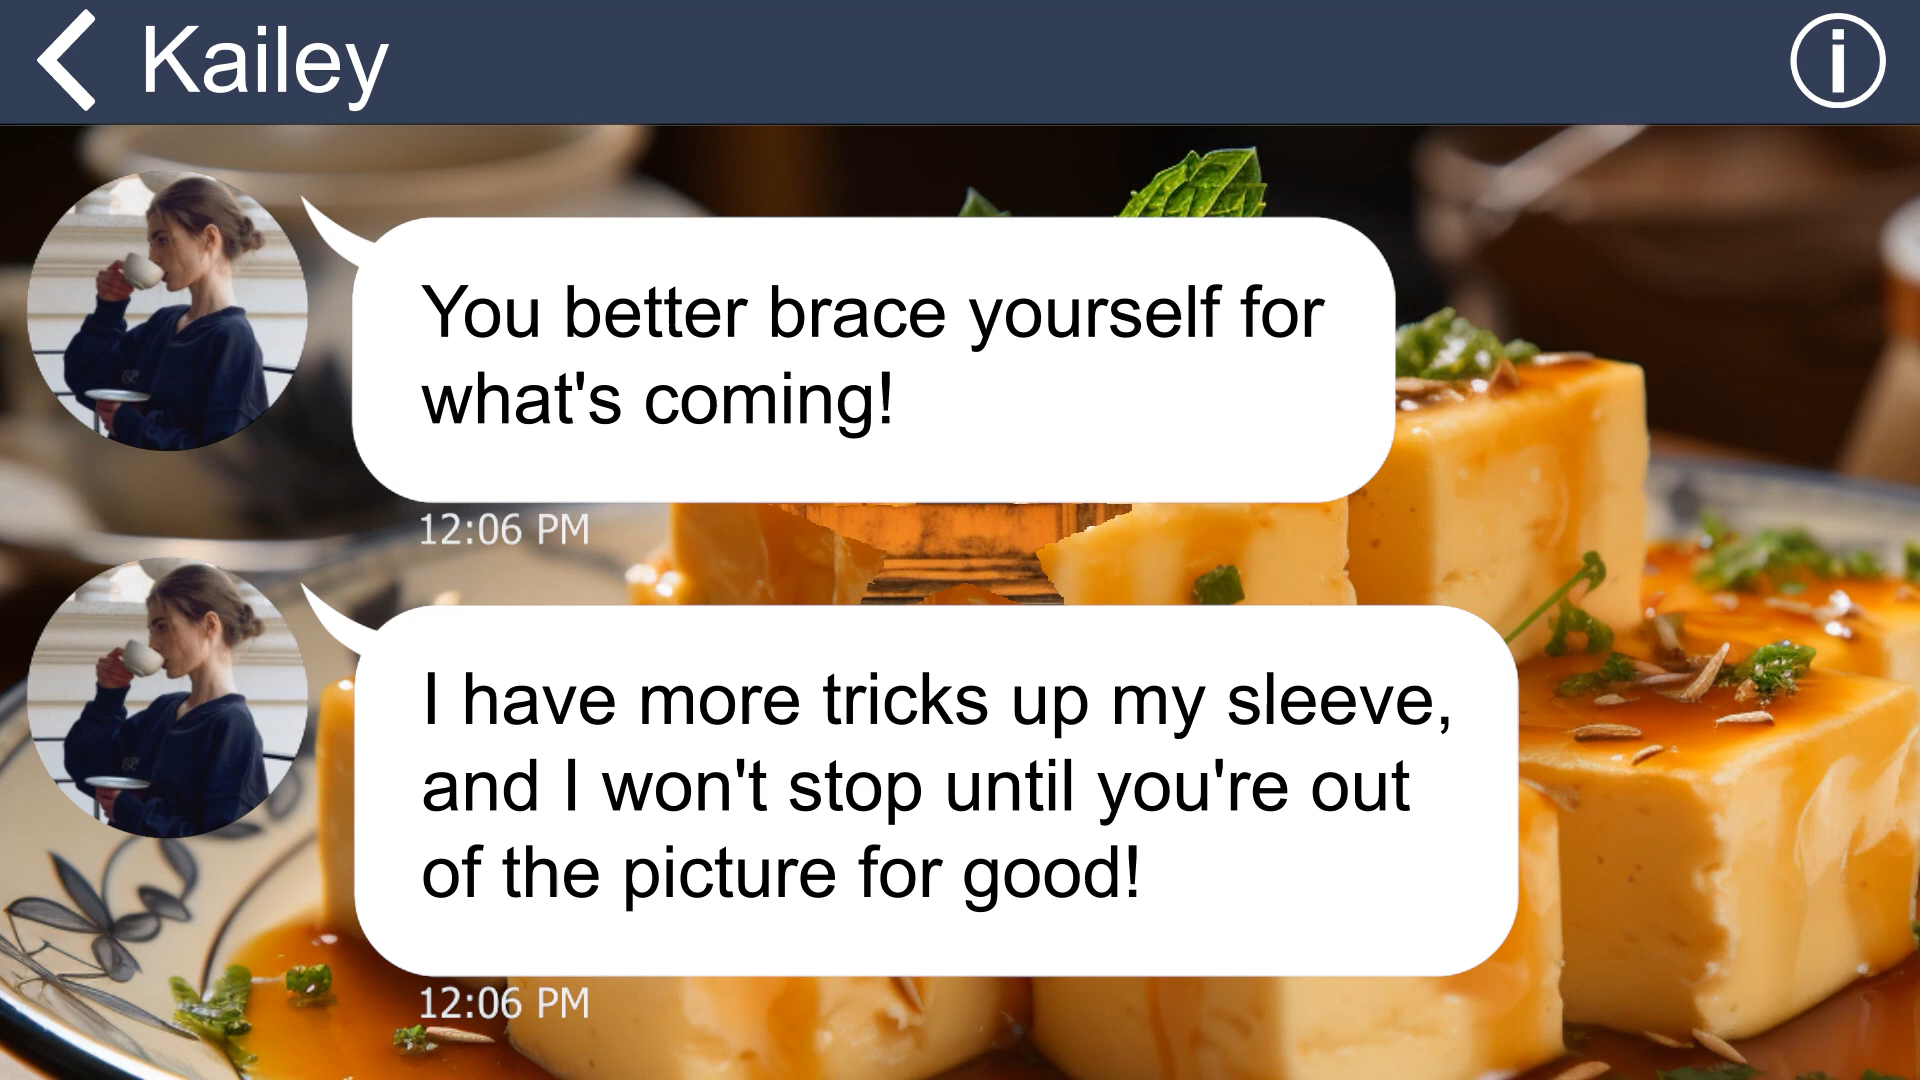 Kailey
You better brace yourself for
what's coming!
12:06 PM
I have more tricks up my sleeve,
and I won't stop until you're out
of the picture for good!
12:06 PM